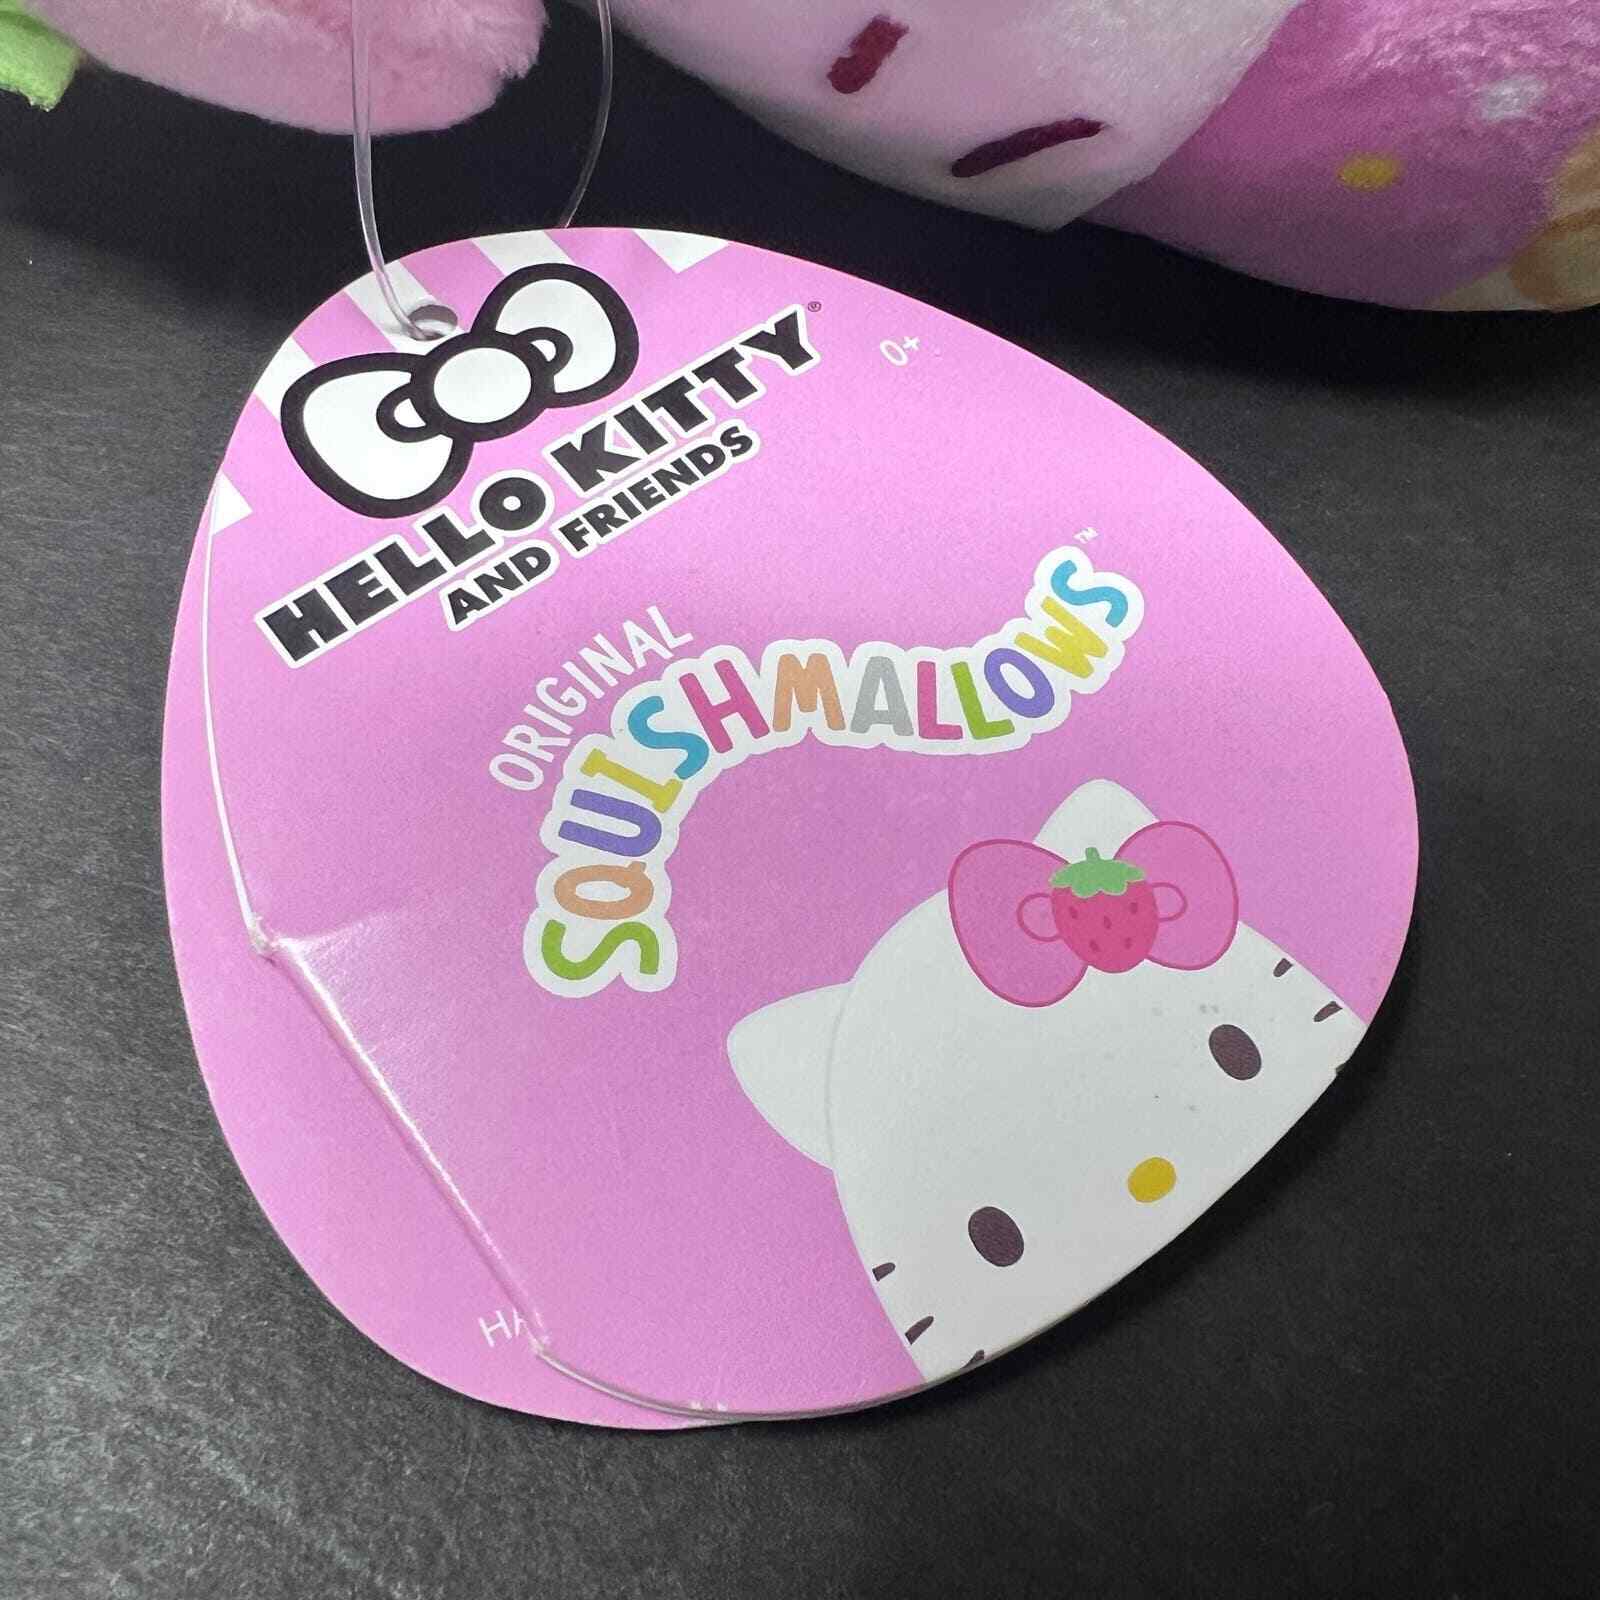 HELLO KITTY®
AND FRIENDS
0+
ORIGINAL
SQUISHMALLOWS™